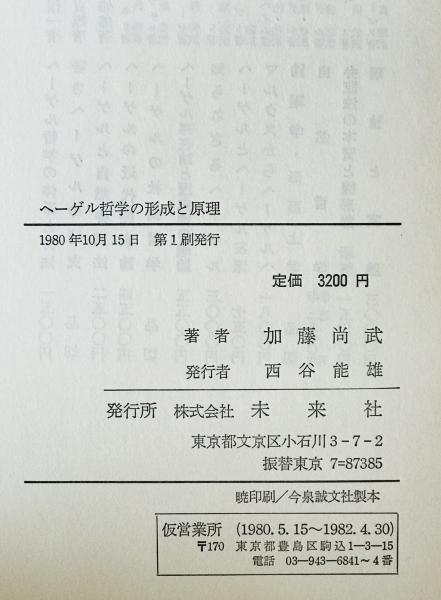 ヘーゲル哲学の形成と原理
1980年10月15日 第1刷発行
定価 3200円
著者 加藤尚武
発行者 西谷能雄
発行所 株式会社 未来社
東京都文京区小石川3-7-2
振替東京 7=87385
暁印刷/今泉誠文社製本
仮営業所 (1980.5.15~1982.4.30)
〒170 東京都豊島区駒込1-3-15
電話 03-943-6841~4番